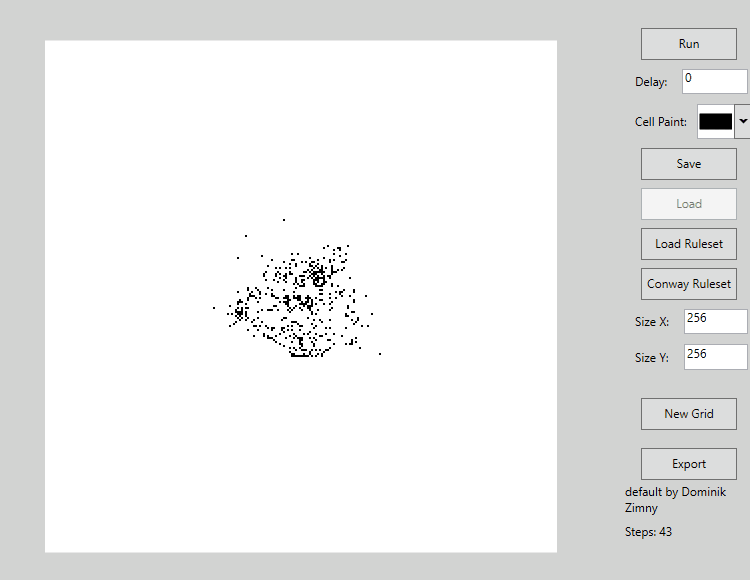 Run
Delay: 0
Cell Paint:
Save
Load
Load Ruleset
Conway Ruleset
Size X: 256
Size Y: 256
New Grid
Export
default by Dominik
Zimny
Steps: 43